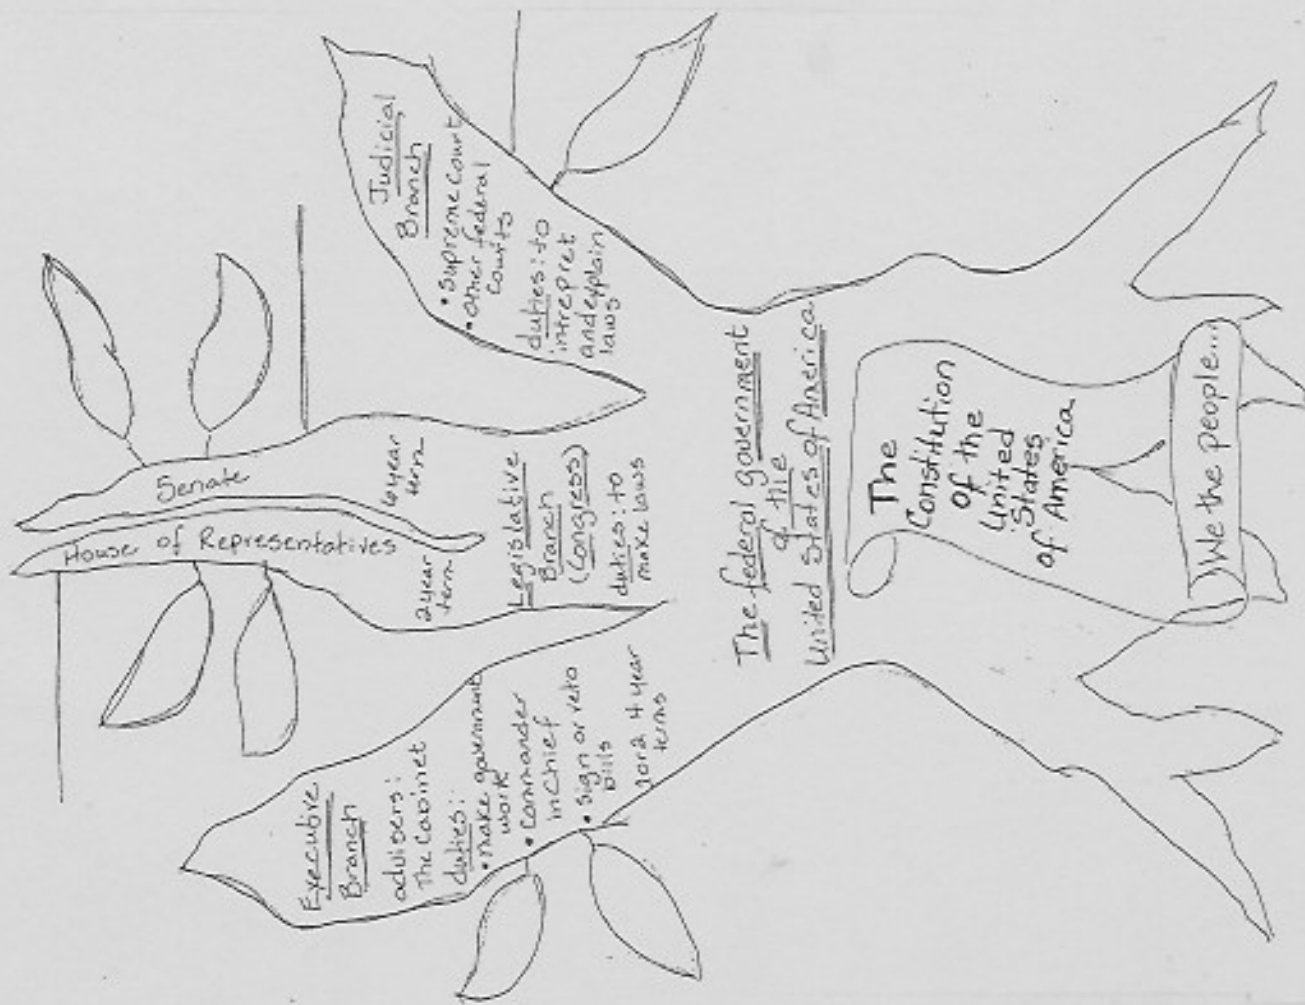 Executive
Branch
advisers:
The Cabinet
duties:
• make government
work
• Commander
in Chief
• sign or veto
bills
1 or 2 4 year
terms
House of Representatives
2 year
term
Senate
6 year
term
Legislative
Branch
(Congress)
duties: to
make laws
Judicial
Branch
• Supreme Court
• Other federal
courts
duties: to
intrepret
and explain
laws
The federal government
of the
United States of America
The
Constitution
of the
United
States
of America
We the people...